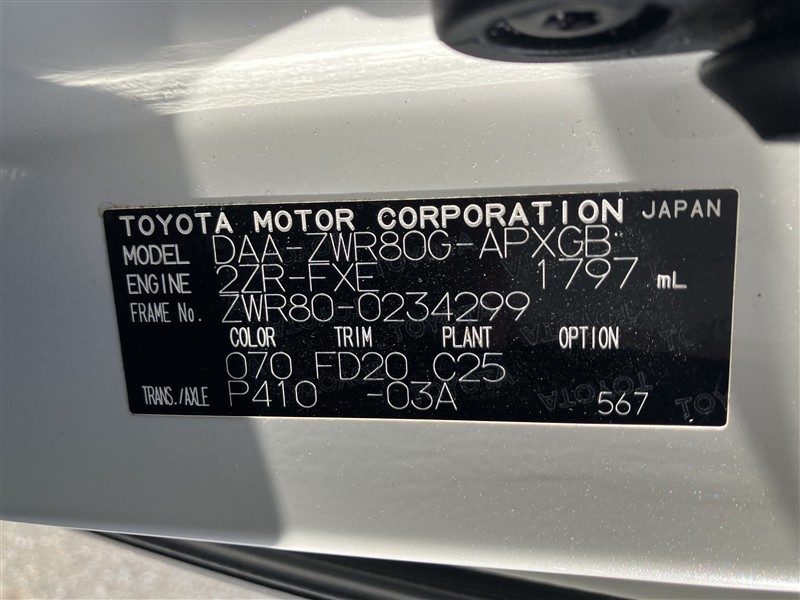 TOYOTA MOTOR CORPORATION JAPAN
MODEL DAA-ZWR80G-APXGB
ENGINE 2ZR-FXE 1797 mL
FRAME No. ZWR80-0234299
COLOR TRIM PLANT OPTION
070 FD20 C25
TRANS./AXLE P410 -03A 567